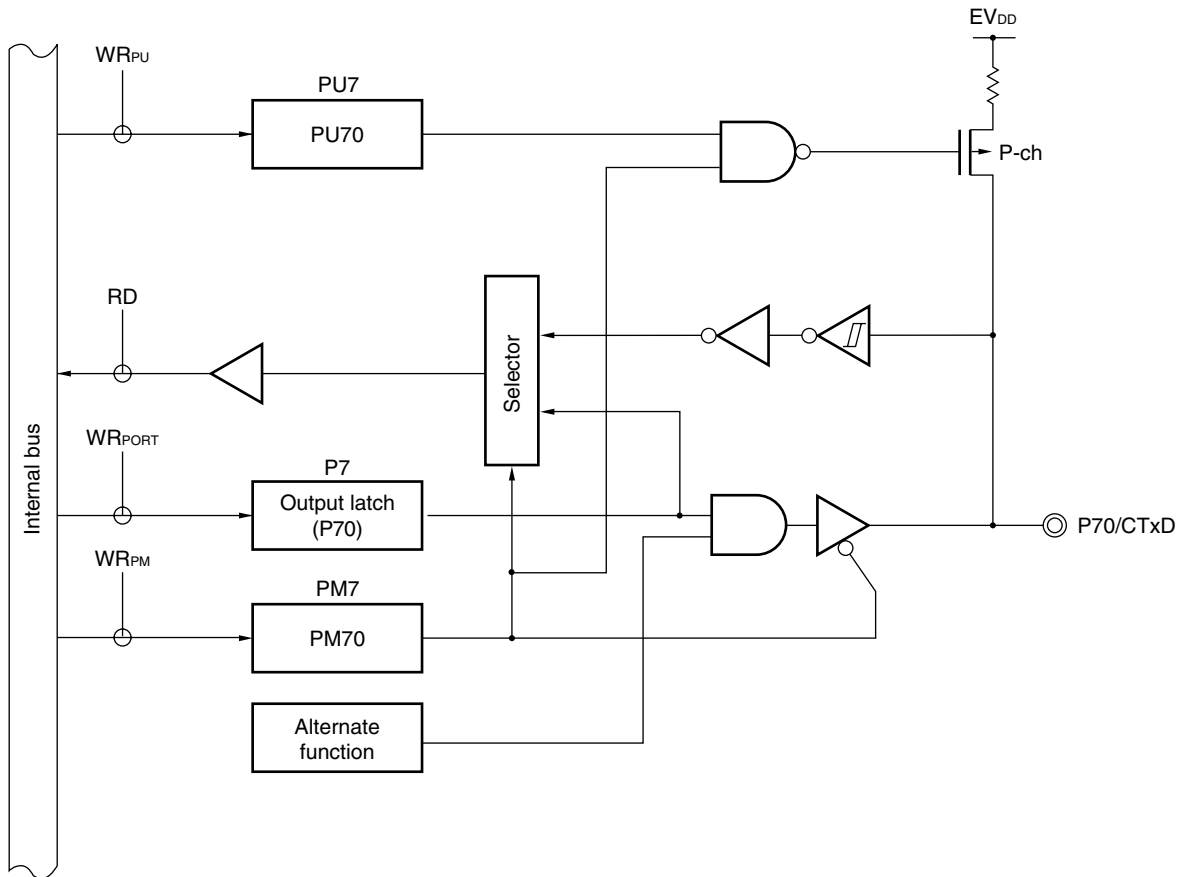 EVDD
WRPU
PU7
PU70
P-ch
RD
Selector
Internal bus
WRPORT
P7
Output latch
(P70)
P70/CTxD
WRPM
PM7
PM70
Alternate
function